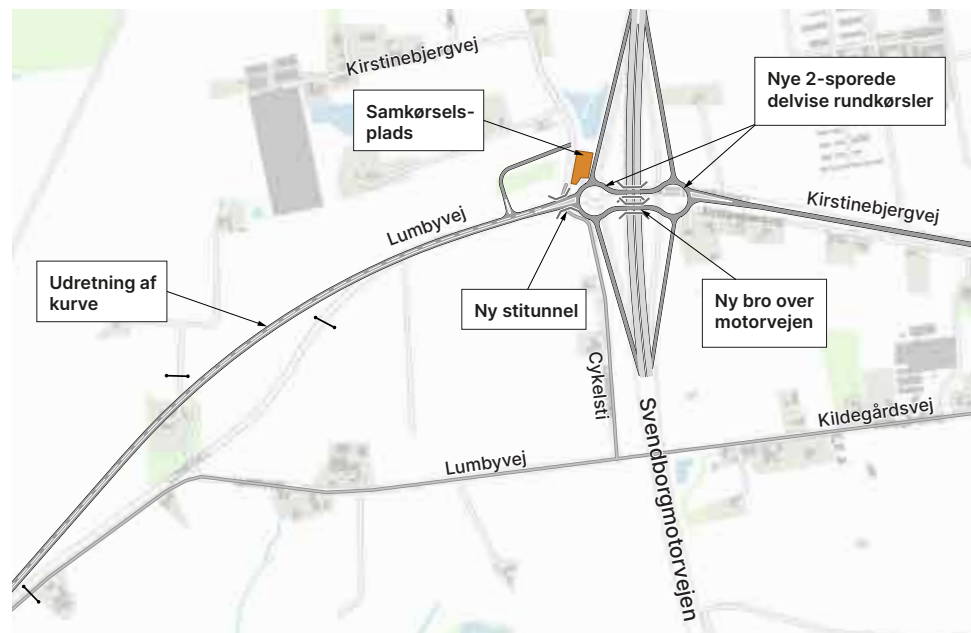 Kirstinebjergvej
Nye 2-sporede
delvise rundkørsler
Samkørsels-
plads
Kirstinebjergvej
Lumbyvej
Udretning af
kurve
Ny stitunnel
Ny bro over
motorvejen
Cykelsti
Svendborgmotorvejen
Kildegårdsvej
Lumbyvej